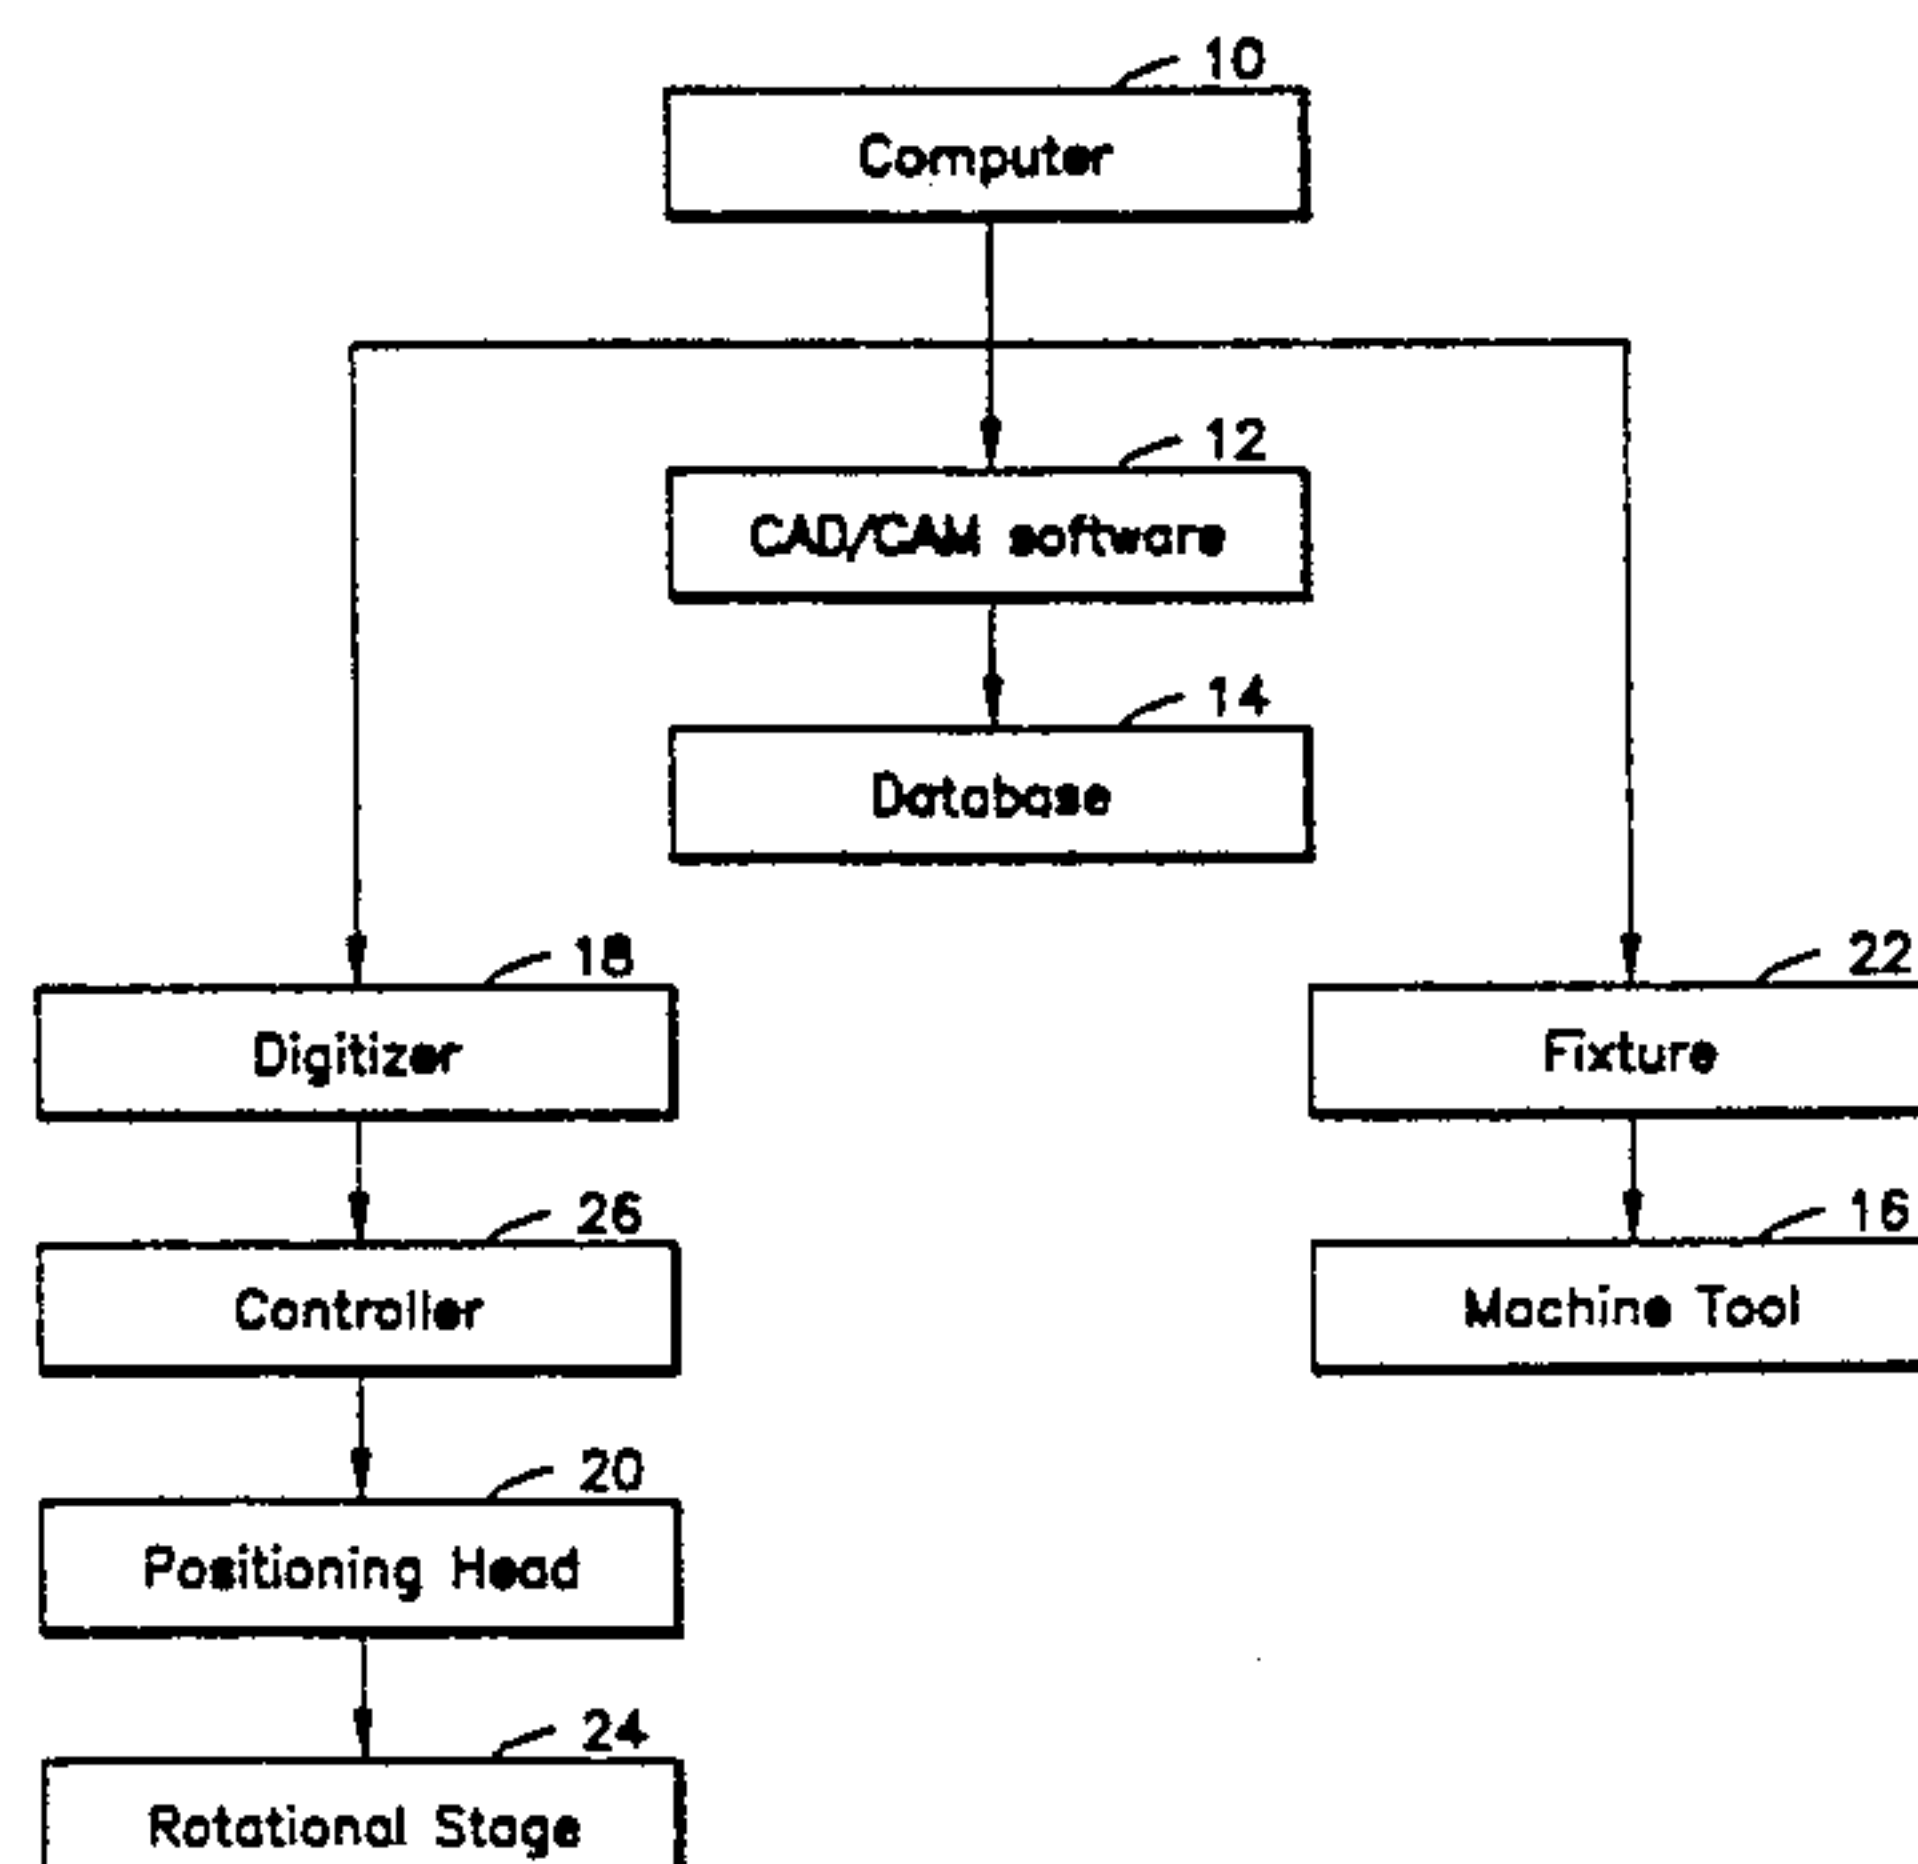 10
Computer
12
CAD/CAM software
14
Database
18
22
Digitizer
Fixture
26
16
Controller
Machine Tool
20
Positioning Head
24
Rotational Stage